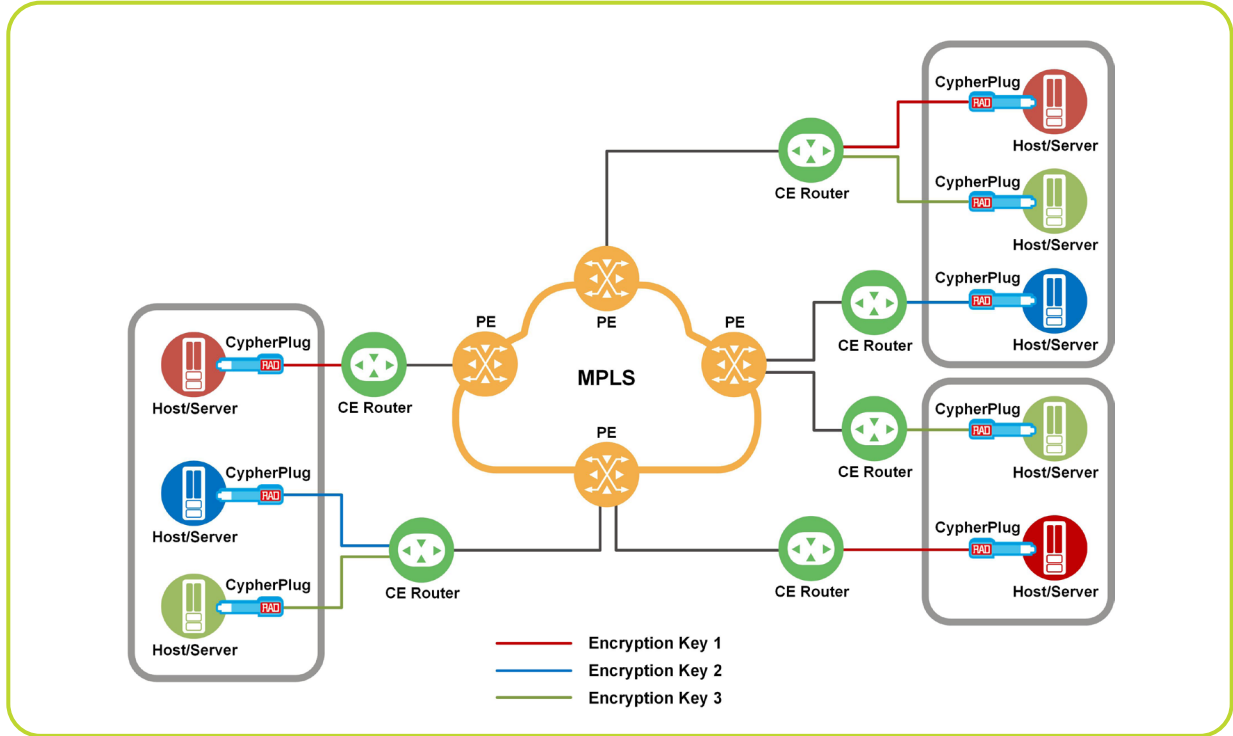 CypherPlug
RAD
Host/Server
CE Router
CypherPlug
RAD
Host/Server
CypherPlug
RAD
Host/Server
CE Router
PE
PE
PE
CypherPlug
RAD
Host/Server
CE Router
MPLS
CypherPlug
RAD
Host/Server
CE Router
PE
CypherPlug
RAD
Host/Server
CypherPlug
RAD
Host/Server
CE Router
CypherPlug
RAD
Host/Server
CE Router
Encryption Key 1
Encryption Key 2
Encryption Key 3